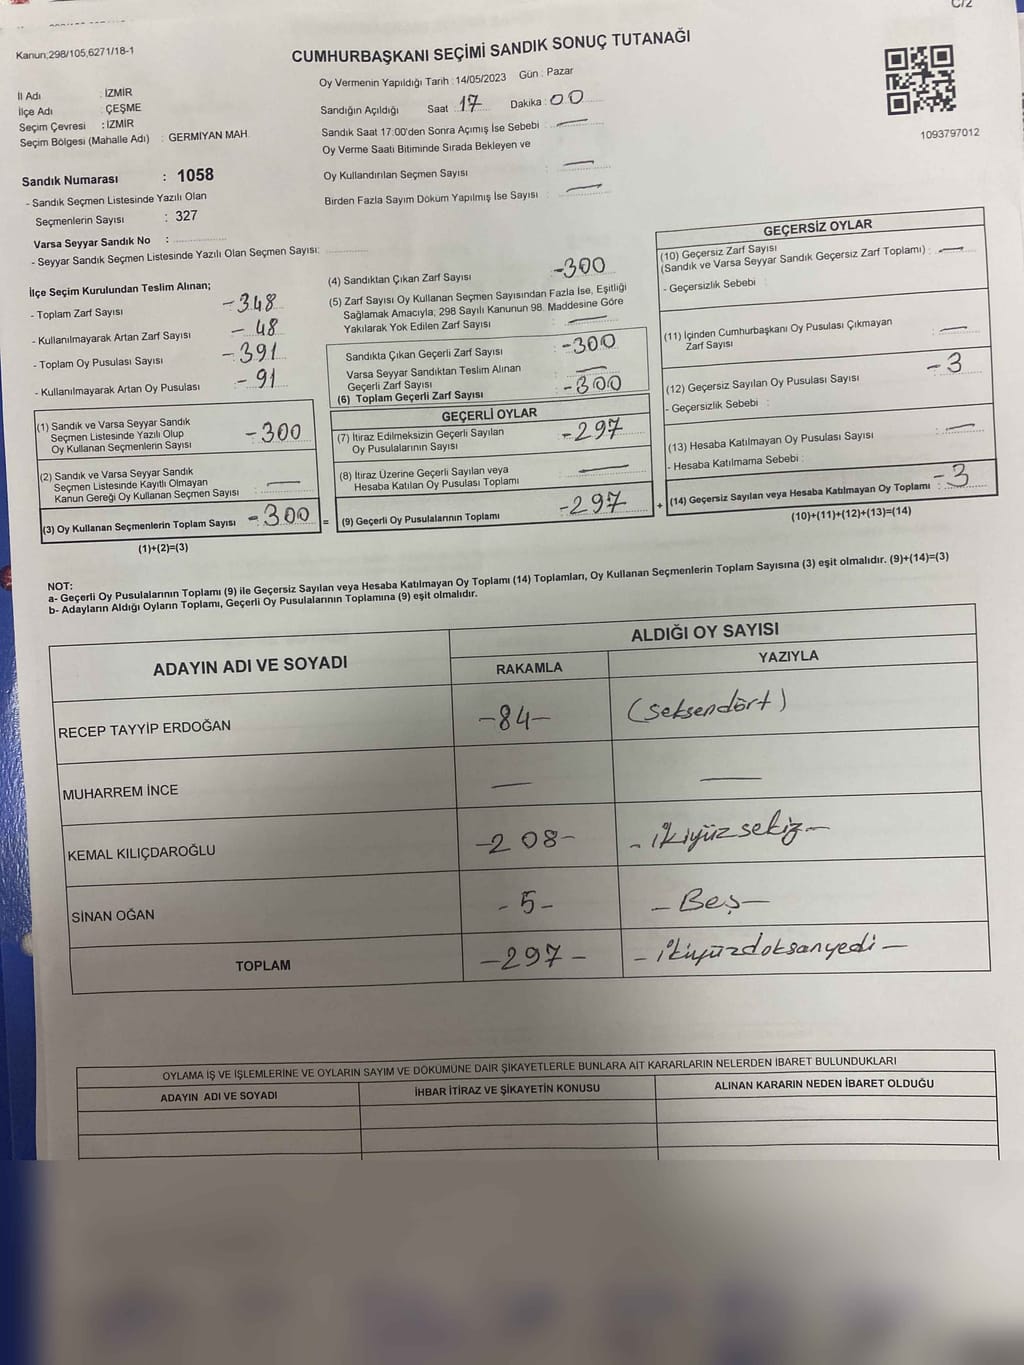 C/2
Kanun;298/105,6271/18-1
CUMHURBAŞKANI SEÇİMİ SANDIK SONUÇ TUTANAĞI
Oy Vermenin Yapıldığı Tarih : 14/05/2023 Gün : Pazar
İl Adı : İZMİR
İlçe Adı : ÇEŞME
Seçim Çevresi : İZMİR
Seçim Bölgesi (Mahalle Adı) : GERMİYAN MAH.
Sandığın Açıldığı Saat 17 Dakika : 00
Sandık Saat 17:00'den Sonra Açımış İse Sebebi : —
Oy Verme Saati Bitiminde Sırada Bekleyen ve
Oy Kullandırılan Seçmen Sayısı : —
Birden Fazla Sayım Döküm Yapılmış İse Sayısı : —
1093797012
Sandık Numarası : 1058
- Sandık Seçmen Listesinde Yazılı Olan
Seçmenlerin Sayısı : 327
Varsa Seyyar Sandık No :
- Seyyar Sandık Seçmen Listesinde Yazılı Olan Seçmen Sayısı:
İlçe Seçim Kurulundan Teslim Alınan;
- Toplam Zarf Sayısı - 348
- Kullanılmayarak Artan Zarf Sayısı - 48
- Toplam Oy Pusulası Sayısı - 391
- Kullanılmayarak Artan Oy Pusulası - 91
(1) Sandık ve Varsa Seyyar Sandık
Seçmen Listesinde Yazılı Olup
Oy Kullanan Seçmenlerin Sayısı - 300
(2) Sandık ve Varsa Seyyar Sandık
Seçmen Listesinde Kayıtlı Olmayan
Kanun Gereği Oy Kullanan Seçmen Sayısı : —
(3) Oy Kullanan Seçmenlerin Toplam Sayısı - 300 =
(1)+(2)=(3)
(4) Sandıktan Çıkan Zarf Sayısı -300
(5) Zarf Sayısı Oy Kullanan Seçmen Sayısından Fazla İse, Eşitliği
Sağlamak Amacıyla; 298 Sayılı Kanunun 98. Maddesine Göre
Yakılarak Yok Edilen Zarf Sayısı : —
Sandıkta Çıkan Geçerli Zarf Sayısı -300
Varsa Seyyar Sandıktan Teslim Alınan
Geçerli Zarf Sayısı : —
(6) Toplam Geçerli Zarf Sayısı -300
GEÇERLİ OYLAR
(7) İtiraz Edilmeksizin Geçerli Sayılan
Oy Pusulalarının Sayısı -297
(8) İtiraz Üzerine Geçerli Sayılan veya
Hesaba Katılan Oy Pusulası Toplamı : —
(9) Geçerli Oy Pusulalarının Toplamı -297 +
GEÇERSİZ OYLAR
(10) Geçersiz Zarf Sayısı
(Sandık ve Varsa Seyyar Sandık Geçersiz Zarf Toplamı) : —
- Geçersizlik Sebebi :
(11) İçinden Cumhurbaşkanı Oy Pusulası Çıkmayan
Zarf Sayısı : —
(12) Geçersiz Sayılan Oy Pusulası Sayısı - 3
- Geçersizlik Sebebi :
(13) Hesaba Katılmayan Oy Pusulası Sayısı : —
- Hesaba Katılmama Sebebi :
(14) Geçersiz Sayılan veya Hesaba Katılmayan Oy Toplamı : - 3
(10)+(11)+(12)+(13)=(14)
NOT:
a- Geçerli Oy Pusulalarının Toplamı (9) ile Geçersiz Sayılan veya Hesaba Katılmayan Oy Toplamı (14) Toplamları, Oy Kullanan Seçmenlerin Toplam Sayısına (3) eşit olmalıdır. (9)+(14)=(3)
b- Adayların Aldığı Oyların Toplamı, Geçerli Oy Pusulalarının Toplamına (9) eşit olmalıdır.
ADAYIN ADI VE SOYADI ALDIĞI OY SAYISI
RAKAMLA YAZIYLA
RECEP TAYYİP ERDOĞAN -84- (seksendört)
MUHARREM İNCE — —
KEMAL KILIÇDAROĞLU -208- - ikiyüzsekiz -
SİNAN OĞAN - 5 - - Beş -
TOPLAM -297- - ikiyüzdoksanyedi -
OYLAMA İŞ VE İŞLEMLERİNE VE OYLARIN SAYIM VE DÖKÜMÜNE DAİR ŞİKAYETLERLE BUNLARA AİT KARARLARIN NELERDEN İBARET BULUNDUKLARI
ADAYIN ADI VE SOYADI İHBAR İTİRAZ VE ŞİKAYETİN KONUSU ALINAN KARARIN NEDEN İBARET OLDUĞU